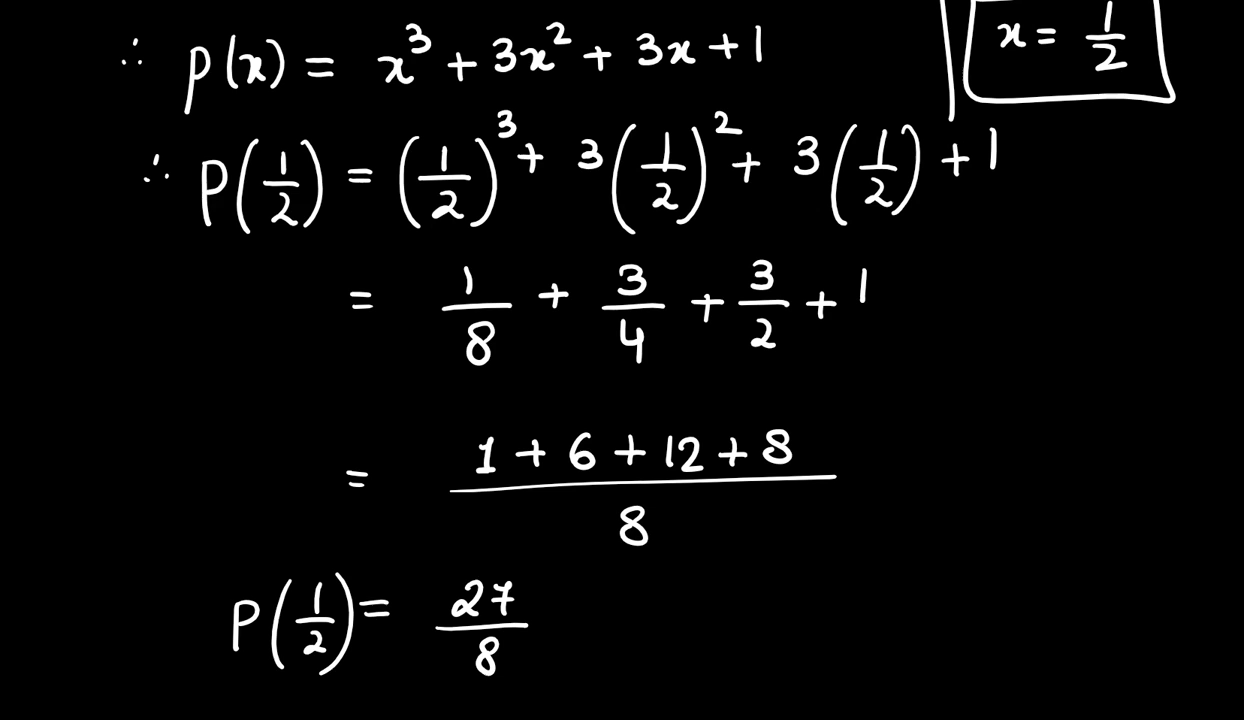 ∴ p(x) = x³ + 3x² + 3x + 1
x = 1/2
∴ P(1/2) = (1/2)³ + 3(1/2)² + 3(1/2) + 1
= 1/8 + 3/4 + 3/2 + 1
= (1 + 6 + 12 + 8)/8
P(1/2) = 27/8